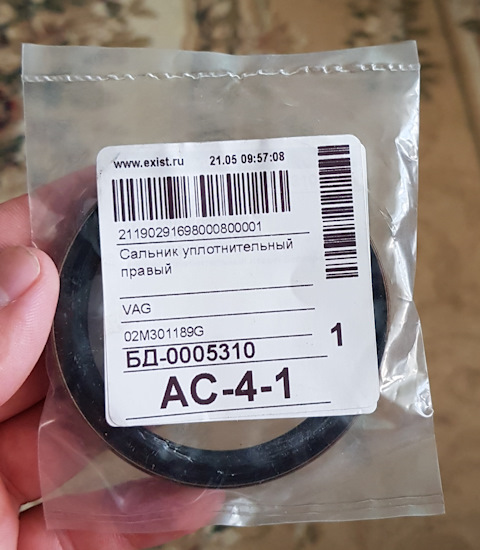 www.exist.ru 21.05 09:57:08
21190291698000800001
Сальник уплотнительный
правый
VAG
02M301189G
БД-0005310
1
АС-4-1